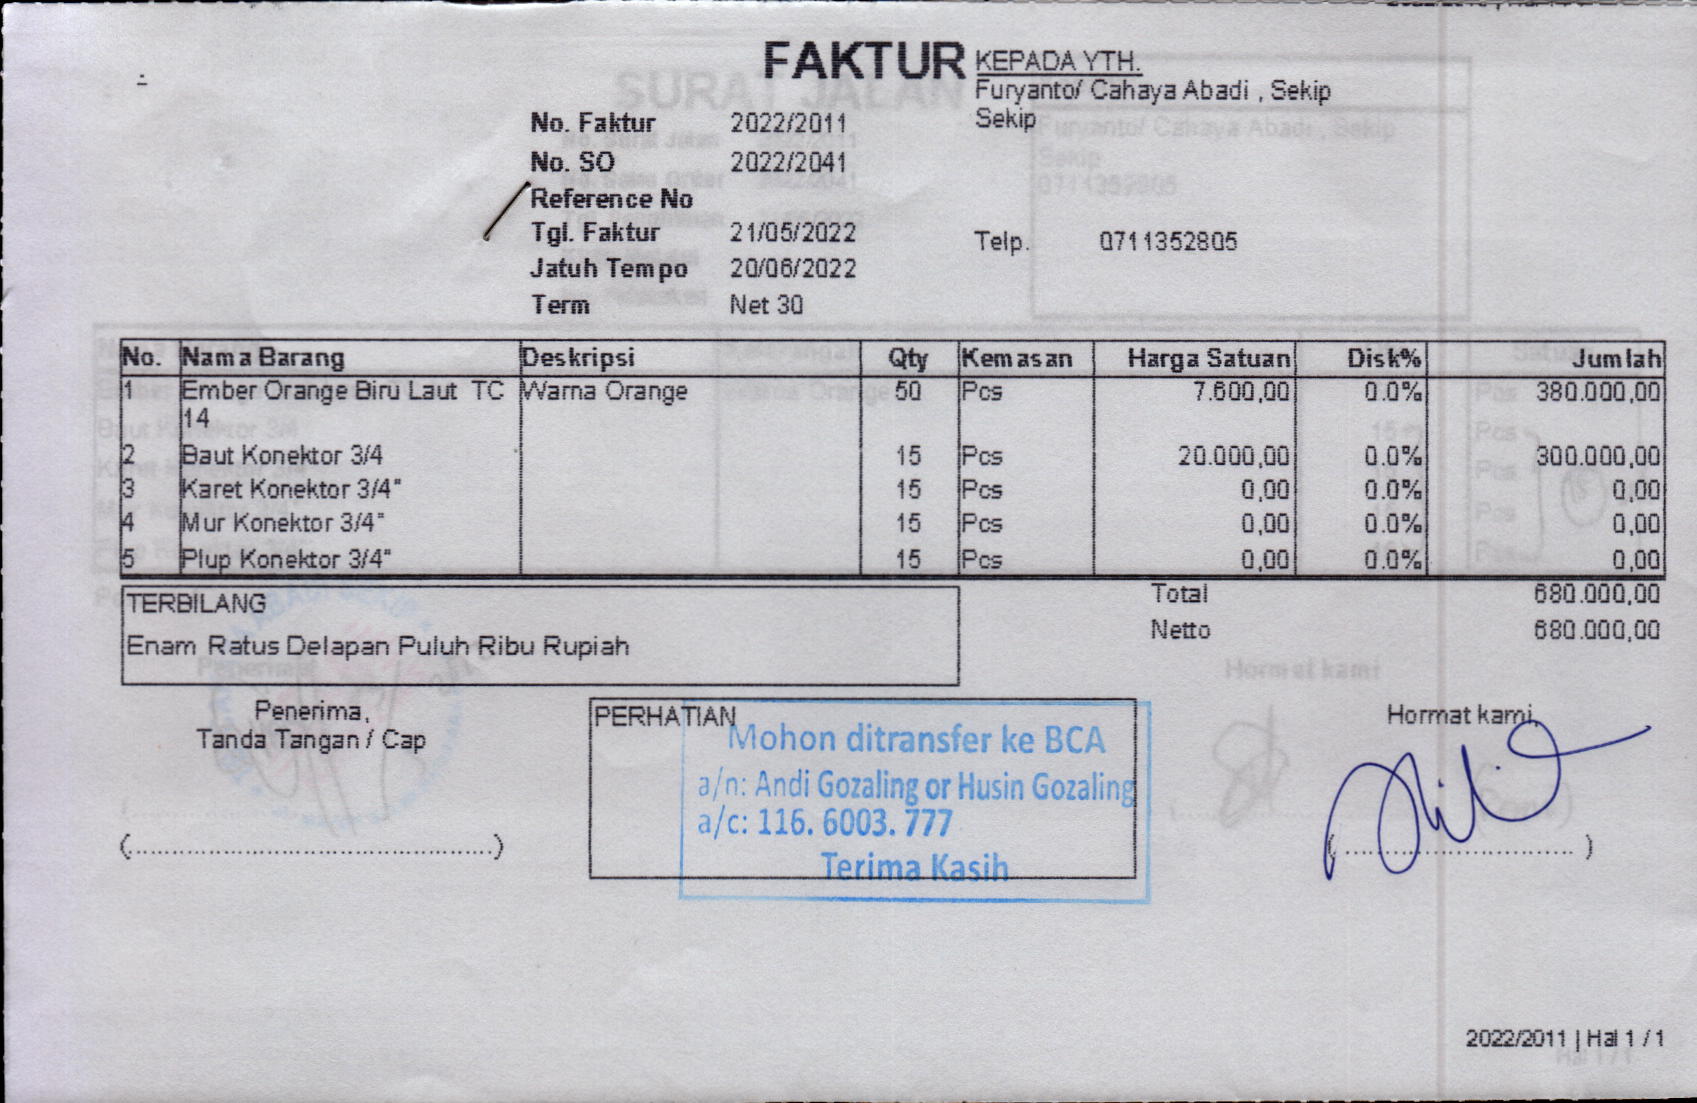 FAKTUR
KEPADA YTH.
Furyanto/ Cahaya Abadi , Sekip
Sekip
No. Faktur 2022/2011
No. SO 2022/2041
Reference No
Tgl. Faktur 21/05/2022
Telp. 0711352805
Jatuh Tempo 20/06/2022
Term Net 30
No. Nama Barang Deskripsi Qty Kemasan Harga Satuan Disk% Jumlah
1 Ember Orange Biru Laut TC Warna Orange 50 Pcs 7.600,00 0.0% 380.000,00
14
2 Baut Konektor 3/4 15 Pcs 20.000,00 0.0% 300.000,00
3 Karet Konektor 3/4" 15 Pcs 0,00 0.0% 0,00
4 Mur Konektor 3/4" 15 Pcs 0,00 0.0% 0,00
5 Plup Konektor 3/4" 15 Pcs 0,00 0.0% 0,00
Total 680.000,00
Netto 680.000,00
TERBILANG
Enam Ratus Delapan Puluh Ribu Rupiah
Penerima,
Tanda Tangan / Cap
(............................................)
PERHATIAN
Mohon ditransfer ke BCA
a/n: Andi Gozaling or Husin Gozaling
a/c: 116. 6003. 777
Terima Kasih
Hormat kami,
( ............................ )
2022/2011 | Hal 1 / 1